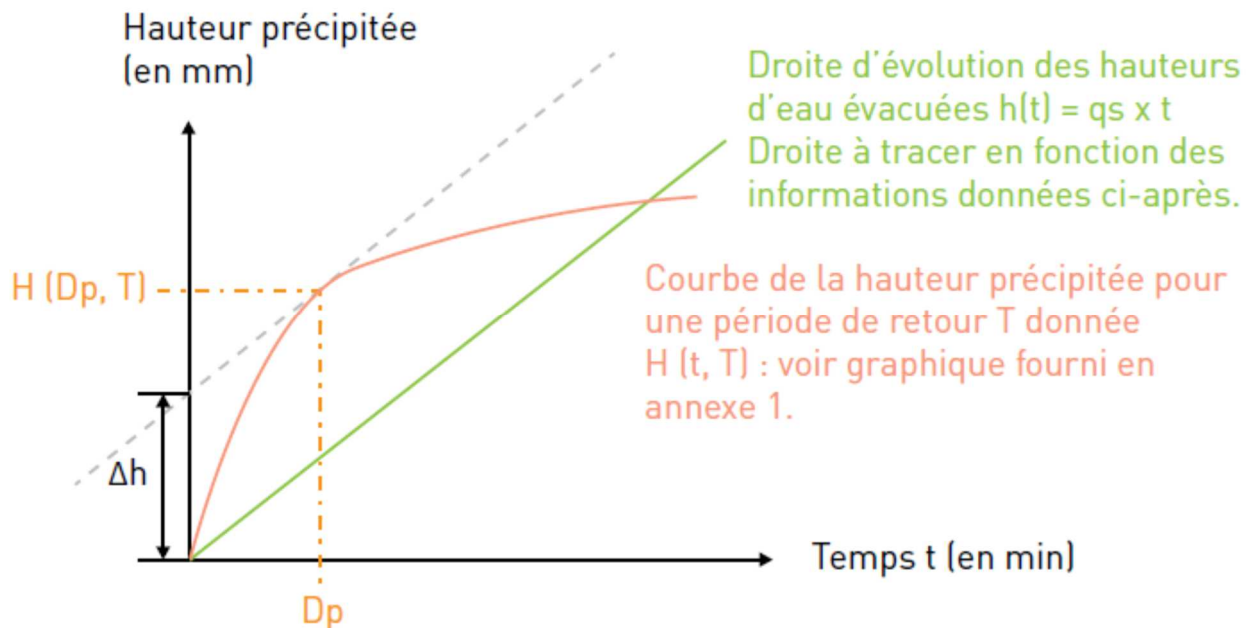 Hauteur précipitée
(en mm)
Droite d'évolution des hauteurs
d'eau évacuées h(t) = qs x t
Droite à tracer en fonction des
informations données ci-après.
H (Dp, T)
Courbe de la hauteur précipitée pour
une période de retour T donnée
H (t, T) : voir graphique fourni en
annexe 1.
Δh
Temps t (en min)
Dp